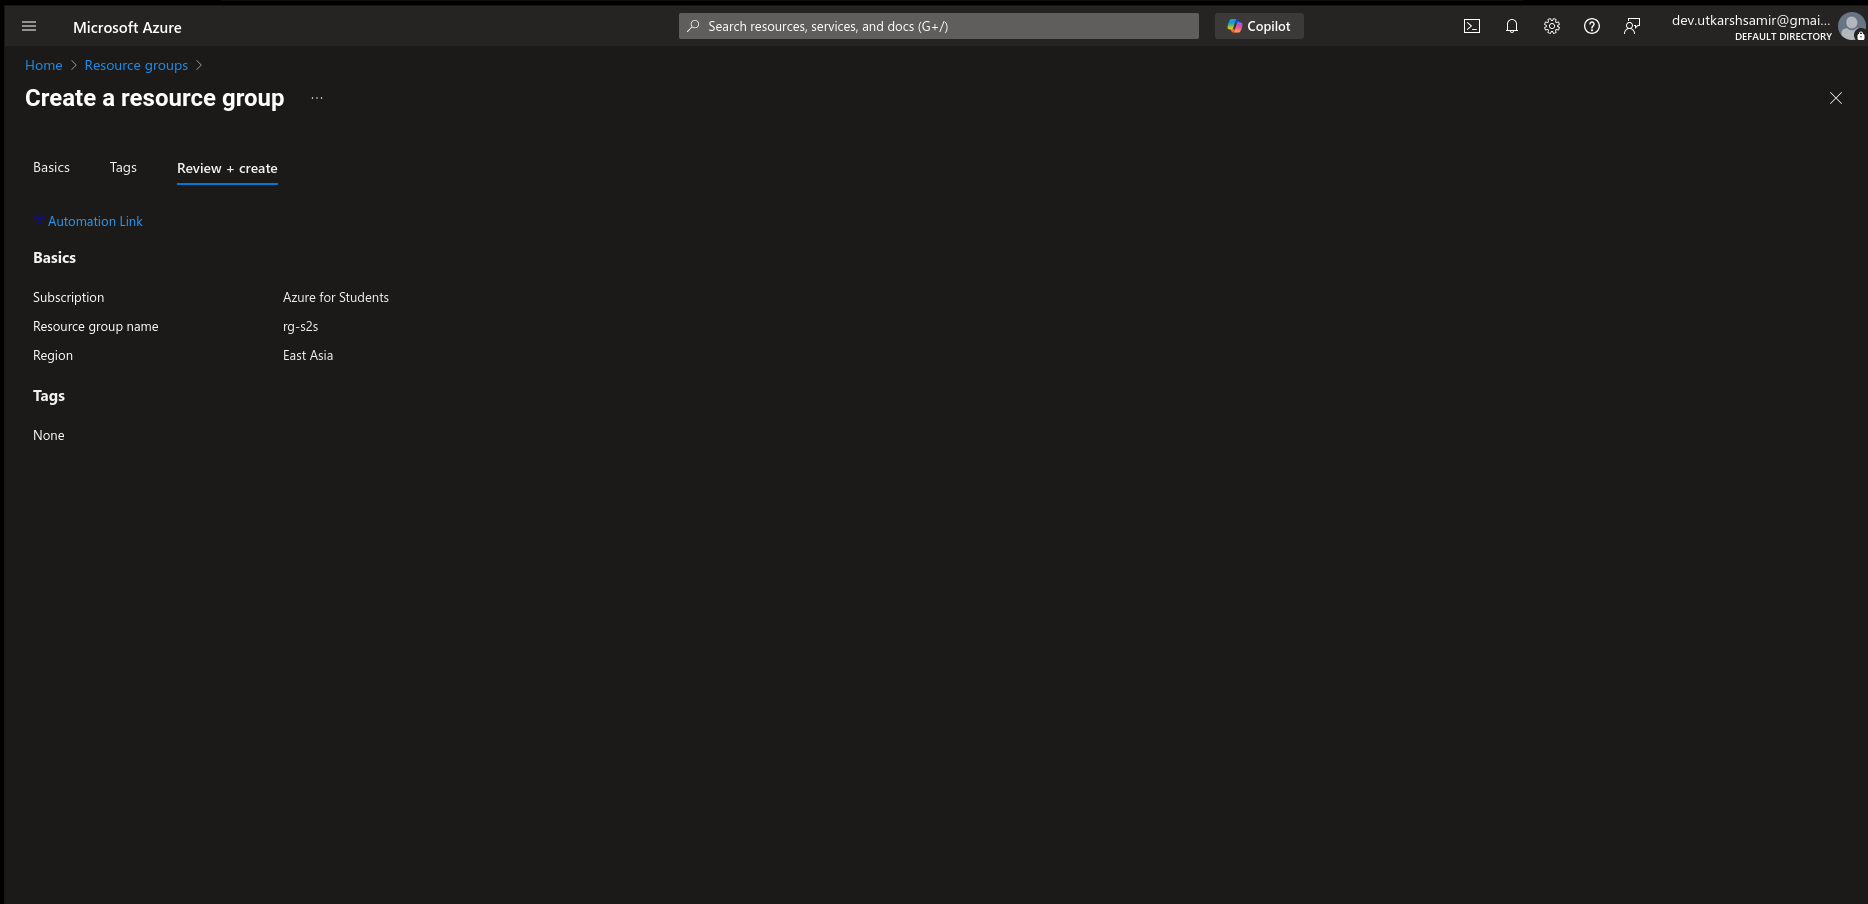 Microsoft Azure
Search resources, services, and docs (G+/)
Copilot
dev.utkarshsamir@gmai...
DEFAULT DIRECTORY
Home > Resource groups >
Create a resource group ...
Basics
Tags
Review + create
Automation Link
Basics
Subscription Azure for Students
Resource group name rg-s2s
Region East Asia
Tags
None